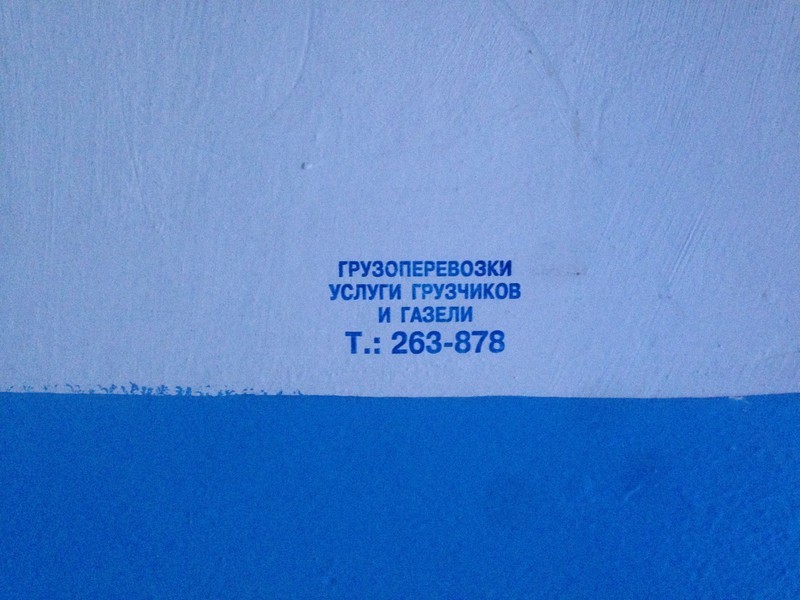 ГРУЗОПЕРЕВОЗКИ
УСЛУГИ ГРУЗЧИКОВ
И ГАЗЕЛИ
Т.: 263-878